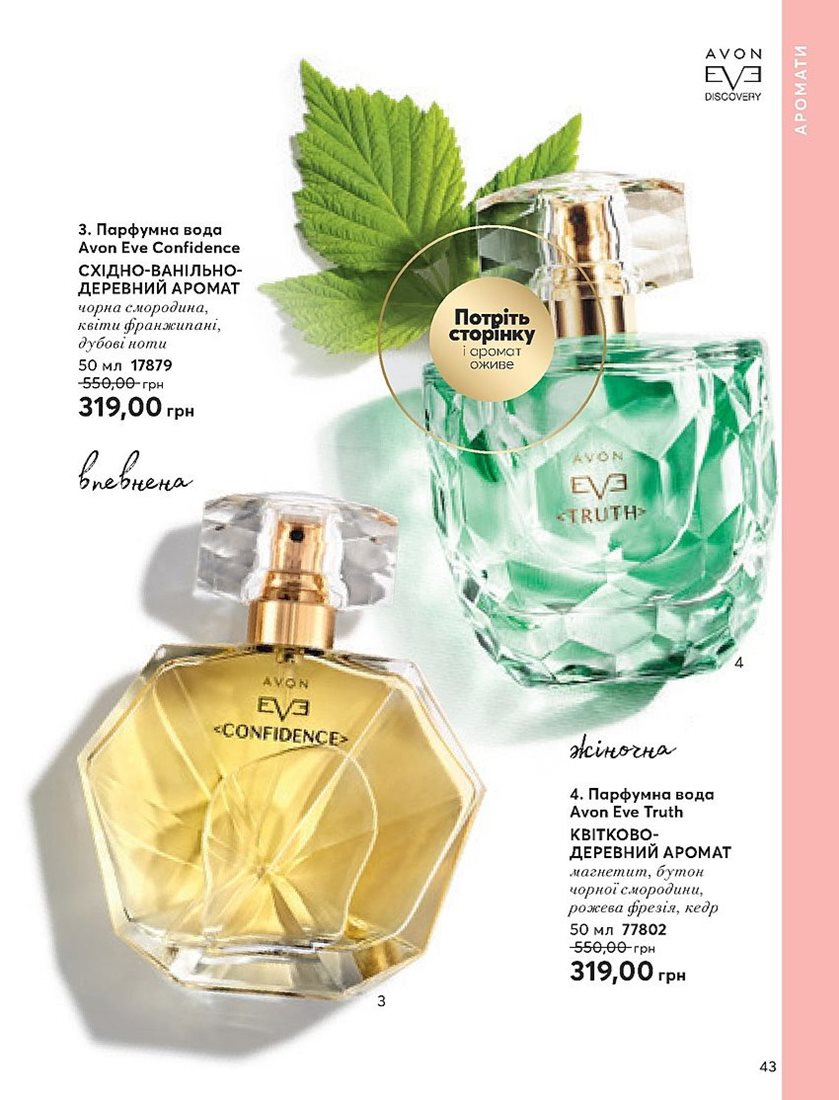 AVON
EVE
DISCOVERY
АРОМАТИ
3. Парфумна вода
Avon Eve Confidence
СХІДНО-ВАНІЛЬНО-
ДЕРЕВНИЙ АРОМАТ
чорна смородина,
квіти франжипані,
дубові ноти
50 мл 17879
550,00 грн
319,00 грн
впевнена
Потріть
сторінку
і аромат
оживе
AVON
EVE
<TRUTH>
4
AVON
EVE
<CONFIDENCE>
3
жіночна
4. Парфумна вода
Avon Eve Truth
КВІТКОВО-
ДЕРЕВНИЙ АРОМАТ
магнетит, бутон
чорної смородини,
рожева фрезія, кедр
50 мл 77802
550,00 грн
319,00 грн
43